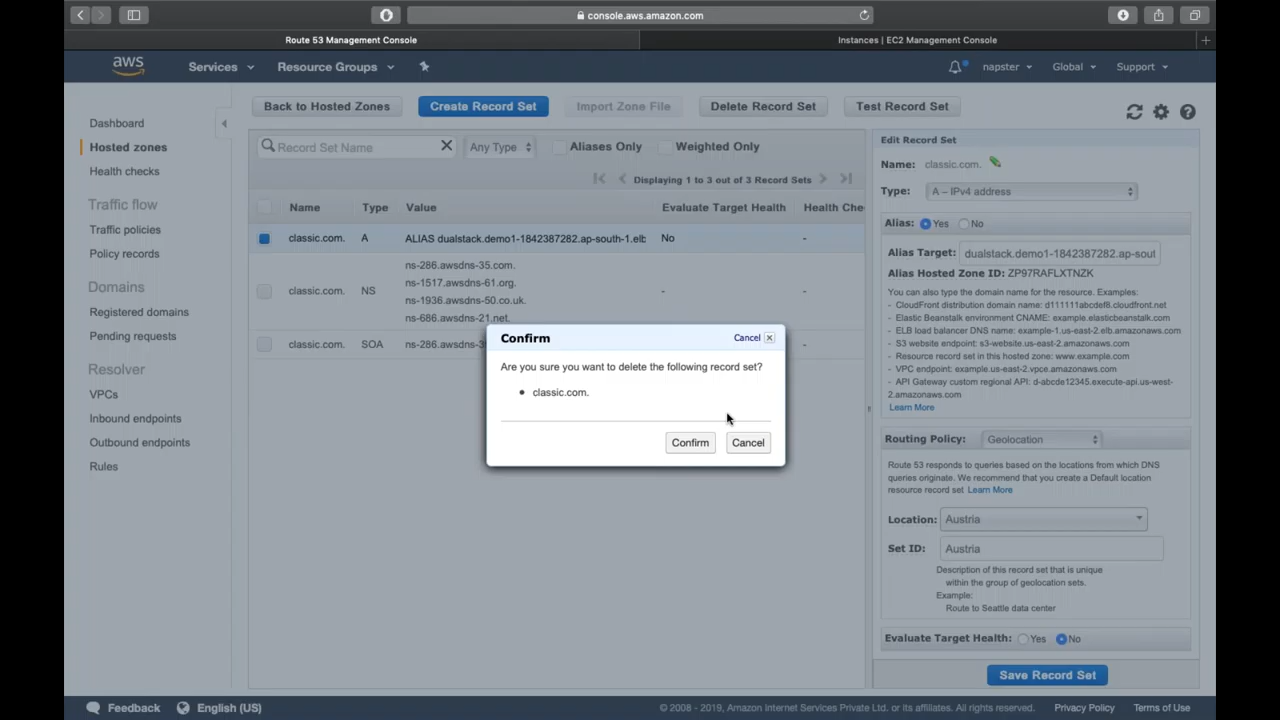 console.aws.amazon.com
Route 53 Management Console
Instances | EC2 Management Console
aws
Services
Resource Groups
napster
Global
Support
Dashboard
Hosted zones
Health checks
Traffic flow
Traffic policies
Policy records
Domains
Registered domains
Pending requests
Resolver
VPCs
Inbound endpoints
Outbound endpoints
Rules
Back to Hosted Zones
Create Record Set
Import Zone File
Delete Record Set
Test Record Set
Record Set Name
Any Type
Aliases Only
Weighted Only
Displaying 1 to 3 out of 3 Record Sets
Name Type Value Evaluate Target Health Health Che
classic.com. A ALIAS dualstack.demo1-1842387282.ap-south-1.elb No -
classic.com. NS
ns-286.awsdns-35.com.
ns-1517.awsdns-61.org.
ns-1936.awsdns-50.co.uk.
ns-686.awsdns-21.net.
- -
classic.com. SOA ns-286.awsdns-3 -
Confirm
Cancel
Are you sure you want to delete the following record set?
• classic.com.
Confirm
Cancel
Edit Record Set
Name: classic.com.
Type: A – IPv4 address
Alias: Yes No
Alias Target: dualstack.demo1-1842387282.ap-sout
Alias Hosted Zone ID: ZP97RAFLXTNZK
You can also type the domain name for the resource. Examples:
- CloudFront distribution domain name: d111111abcdef8.cloudfront.net
- Elastic Beanstalk environment CNAME: example.elasticbeanstalk.com
- ELB load balancer DNS name: example-1.us-east-2.elb.amazonaws.com
- S3 website endpoint: s3-website.us-east-2.amazonaws.com
- Resource record set in this hosted zone: www.example.com
- VPC endpoint: example.us-east-2.vpce.amazonaws.com
- API Gateway custom regional API: d-abcde12345.execute-api.us-west-
2.amazonaws.com
Learn More
Routing Policy: Geolocation
Route 53 responds to queries based on the locations from which DNS
queries originate. We recommend that you create a Default location
resource record set Learn More
Location: Austria
Set ID: Austria
Description of this record set that is unique
within the group of geolocation sets.
Example:
Route to Seattle data center
Evaluate Target Health: Yes No
Save Record Set
Feedback
English (US)
© 2008 - 2019, Amazon Internet Services Private Ltd. or its affiliates. All rights reserved.
Privacy Policy
Terms of Use